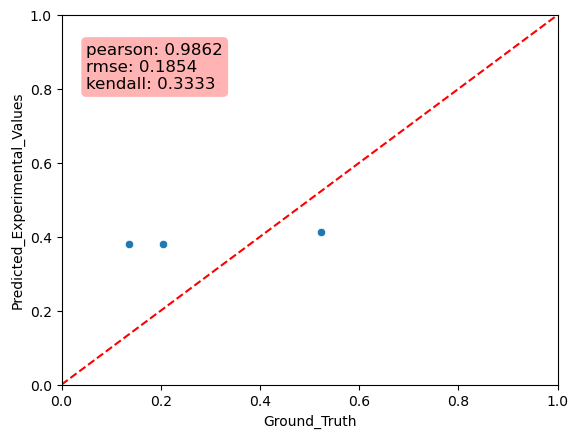 pearson: 0.9862
rmse: 0.1854
kendall: 0.3333
1.0
0.8
0.6
0.4
0.2
0.0
Predicted_Experimental_Values
0.0 0.2 0.4 0.6 0.8 1.0
Ground_Truth